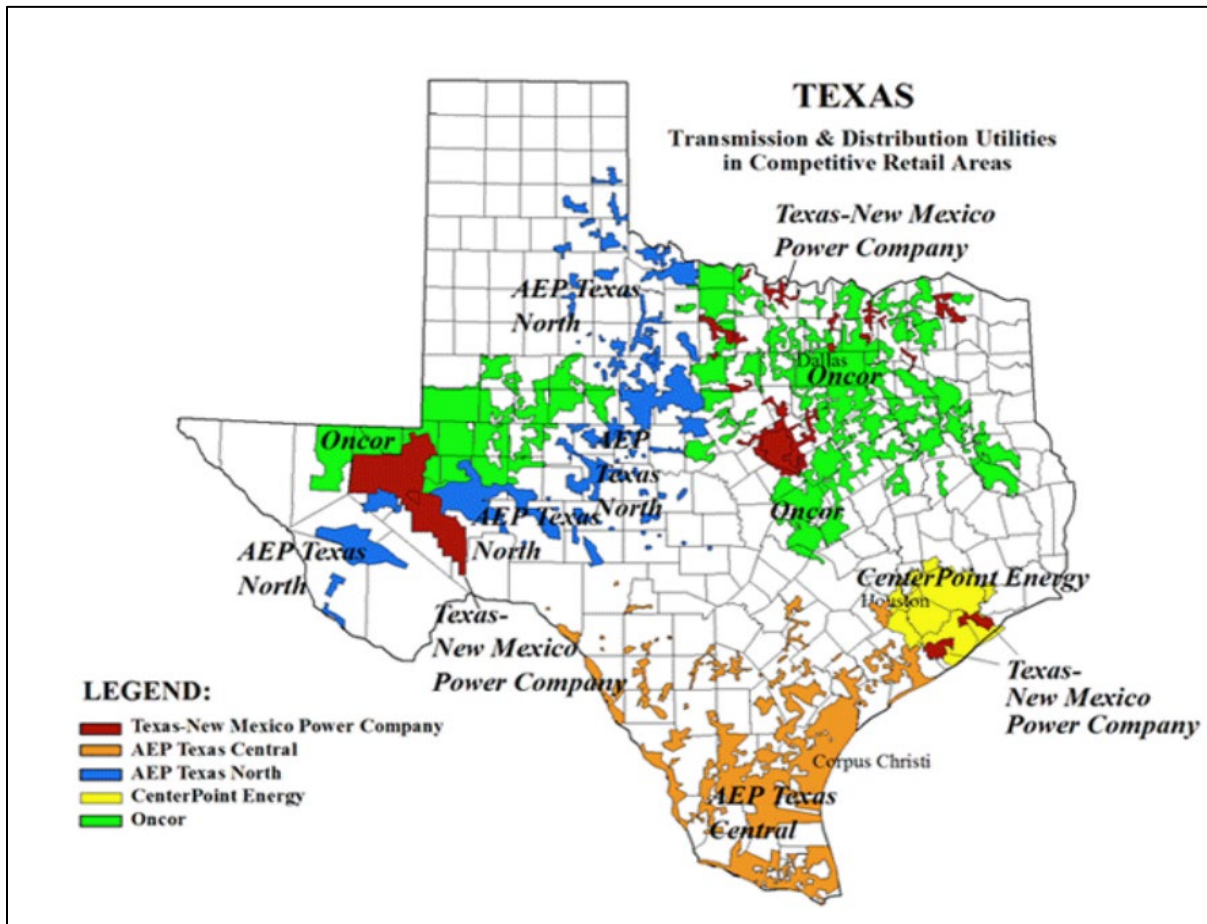 TEXAS
Transmission & Distribution Utilities
in Competitive Retail Areas
Texas-New Mexico
Power Company
AEP Texas
North
Dallas
Oncor
Oncor
AEP
Texas
North
Oncor
AEP Texas
North
AEP Texas
North
CenterPoint Energy
Houston
Texas-
New Mexico
Power Company
Texas-
New Mexico
Power Company
Corpus Christi
AEP Texas
Central
LEGEND:
Texas-New Mexico Power Company
AEP Texas Central
AEP Texas North
CenterPoint Energy
Oncor